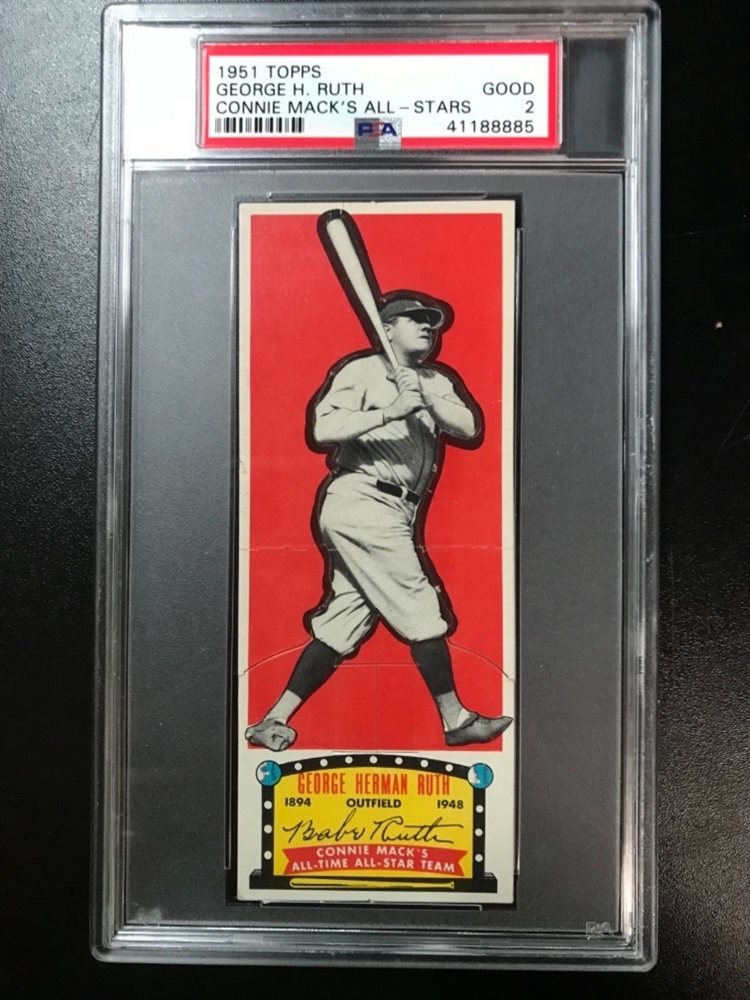 1951 TOPPS
GEORGE H. RUTH GOOD
CONNIE MACK'S ALL-STARS 2
PSA 41188885
GEORGE HERMAN RUTH
1894 OUTFIELD 1948
Babe Ruth
CONNIE MACK'S
ALL-TIME ALL-STAR TEAM
PSA